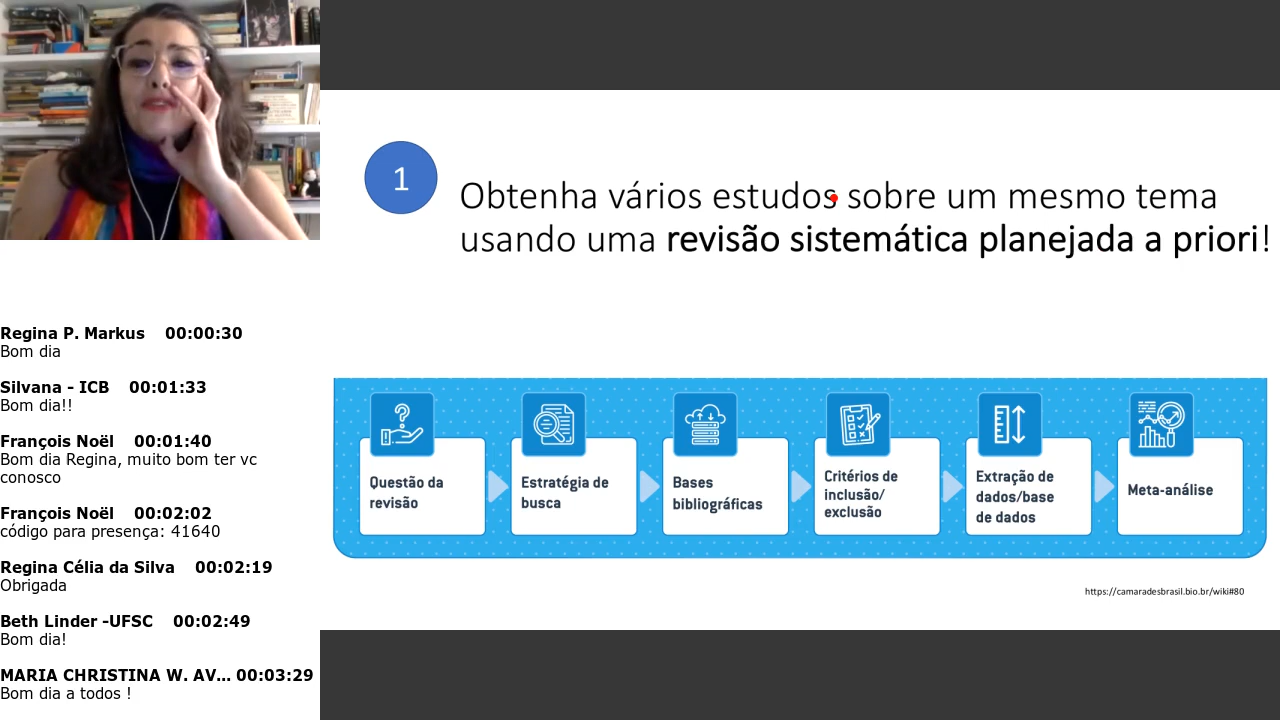 1
Obtenha vários estudos sobre um mesmo tema
usando uma revisão sistemática planejada a priori!
Questão da
revisão
Estratégia de
busca
Bases
bibliográficas
Critérios de
inclusão/
exclusão
Extração de
dados/base
de dados
Meta-análise
https://camaradesbrasil.bio.br/wiki#80
Regina P. Markus 00:00:30
Bom dia
Silvana - ICB 00:01:33
Bom dia!!
François Noël 00:01:40
Bom dia Regina, muito bom ter vc
conosco
François Noël 00:02:02
código para presença: 41640
Regina Célia da Silva 00:02:19
Obrigada
Beth Linder -UFSC 00:02:49
Bom dia!
MARIA CHRISTINA W. AV... 00:03:29
Bom dia a todos !